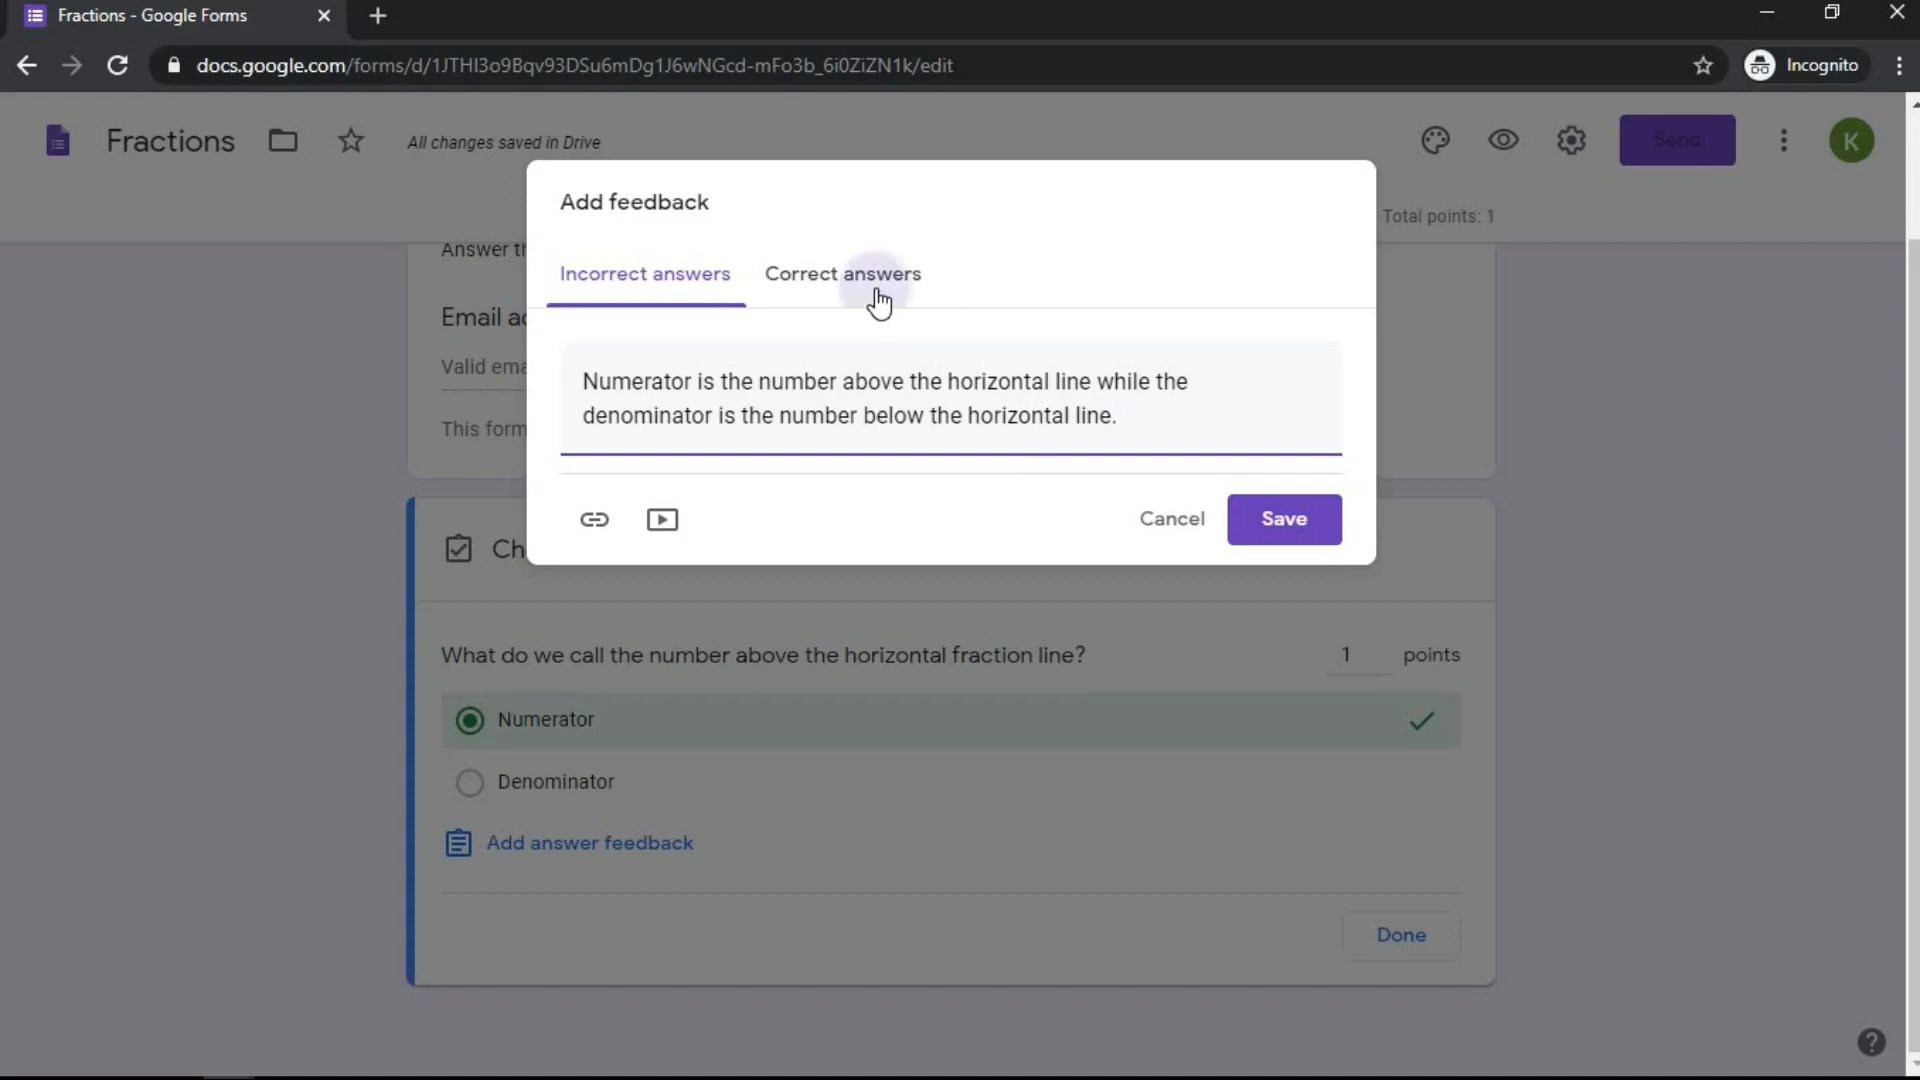 Fractions - Google Forms
docs.google.com/forms/d/1JTHI3o9Bqv93DSu6mDg1J6wNGcd-mFo3b_6i0ZiZN1k/edit
Incognito
Fractions
All changes saved in Drive
Send
K
Total points: 1
Add feedback
Incorrect answers
Correct answers
Answer th
Email ad
Valid ema
This form
Numerator is the number above the horizontal line while the
denominator is the number below the horizontal line.
Cancel
Save
Ch
What do we call the number above the horizontal fraction line?
1 points
Numerator
Denominator
Add answer feedback
Done